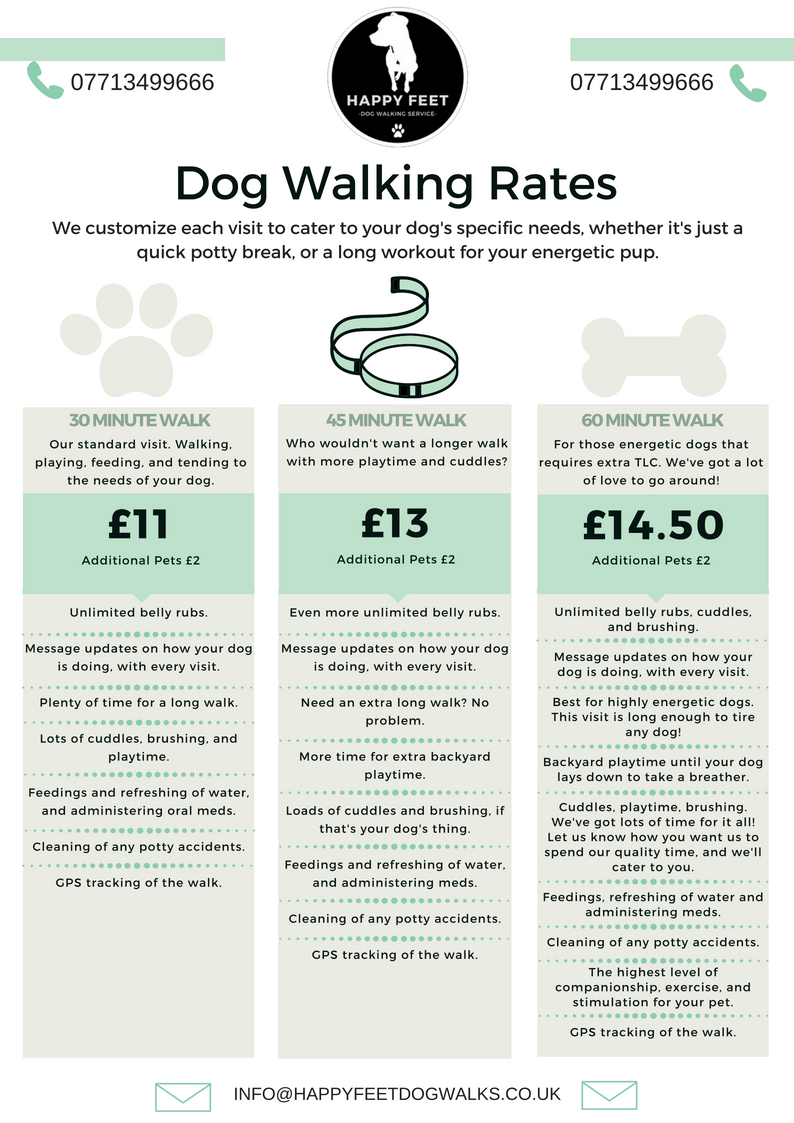 07713499666
HAPPY FEET
-DOG WALKING SERVICE-
07713499666
Dog Walking Rates
We customize each visit to cater to your dog's specific needs, whether it's just a
quick potty break, or a long workout for your energetic pup.
30 MINUTE WALK
Our standard visit. Walking,
playing, feeding, and tending to
the needs of your dog.
£11
Additional Pets £2
Unlimited belly rubs.
Message updates on how your dog
is doing, with every visit.
Plenty of time for a long walk.
Lots of cuddles, brushing, and
playtime.
Feedings and refreshing of water,
and administering oral meds.
Cleaning of any potty accidents.
GPS tracking of the walk.
45 MINUTE WALK
Who wouldn't want a longer walk
with more playtime and cuddles?
£13
Additional Pets £2
Even more unlimited belly rubs.
Message updates on how your dog
is doing, with every visit.
Need an extra long walk? No
problem.
More time for extra backyard
playtime.
Loads of cuddles and brushing, if
that's your dog's thing.
Feedings and refreshing of water,
and administering meds.
Cleaning of any potty accidents.
GPS tracking of the walk.
60 MINUTE WALK
For those energetic dogs that
requires extra TLC. We've got a lot
of love to go around!
£14.50
Additional Pets £2
Unlimited belly rubs, cuddles,
and brushing.
Message updates on how your
dog is doing, with every visit.
Best for highly energetic dogs.
This visit is long enough to tire
any dog!
Backyard playtime until your dog
lays down to take a breather.
Cuddles, playtime, brushing.
We've got lots of time for it all!
Let us know how you want us to
spend our quality time, and we'll
cater to you.
Feedings, refreshing of water and
administering meds.
Cleaning of any potty accidents.
The highest level of
companionship, exercise, and
stimulation for your pet.
GPS tracking of the walk.
INFO@HAPPYFEETDOGWALKS.CO.UK